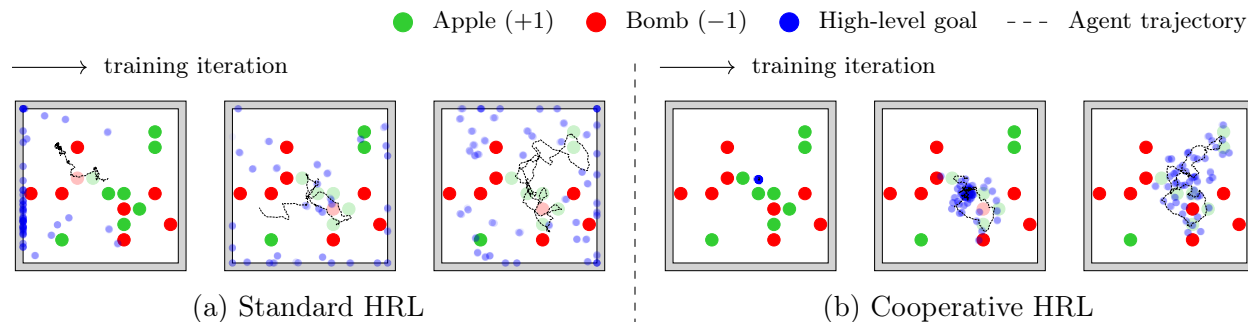 Apple (+1) Bomb (−1) High-level goal Agent trajectory
training iteration training iteration
(a) Standard HRL (b) Cooperative HRL